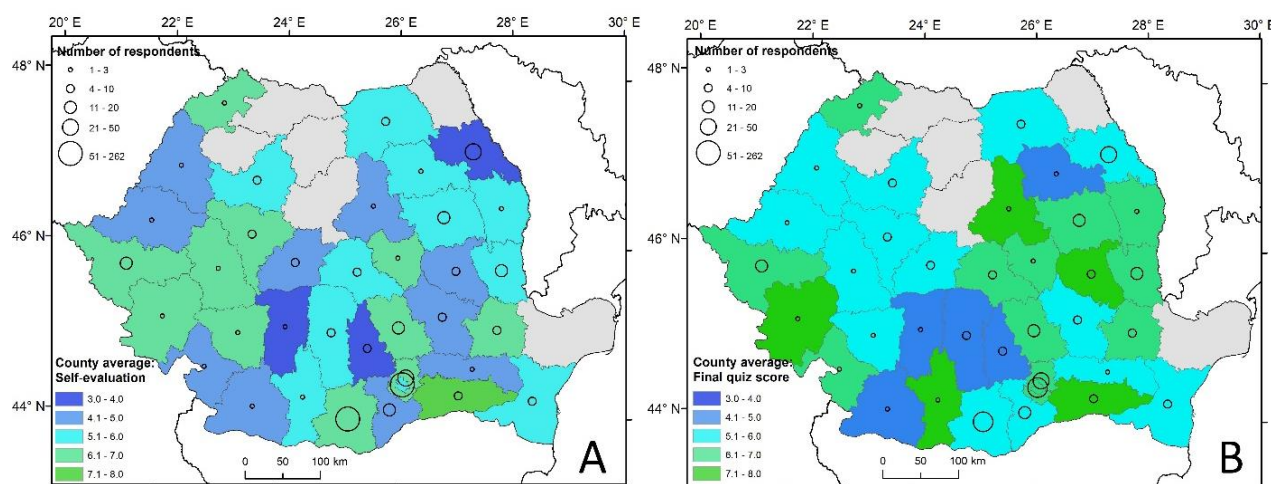 20° E 22° E 24° E 26° E 28° E 30° E
48° N
46° N
44° N
Number of respondents
1 - 3
4 - 10
11 - 20
21 - 50
51 - 262
County average:
Self-evaluation
3.0 - 4.0
4.1 - 5.0
5.1 - 6.0
6.1 - 7.0
7.1 - 8.0
0 50 100 km
A
20° E 22° E 24° E 26° E 28° E 30° E
48° N
46° N
44° N
Number of respondents
1 - 3
4 - 10
11 - 20
21 - 50
51 - 262
County average:
Final quiz score
3.0 - 4.0
4.1 - 5.0
5.1 - 6.0
6.1 - 7.0
7.1 - 8.0
0 50 100 km
B